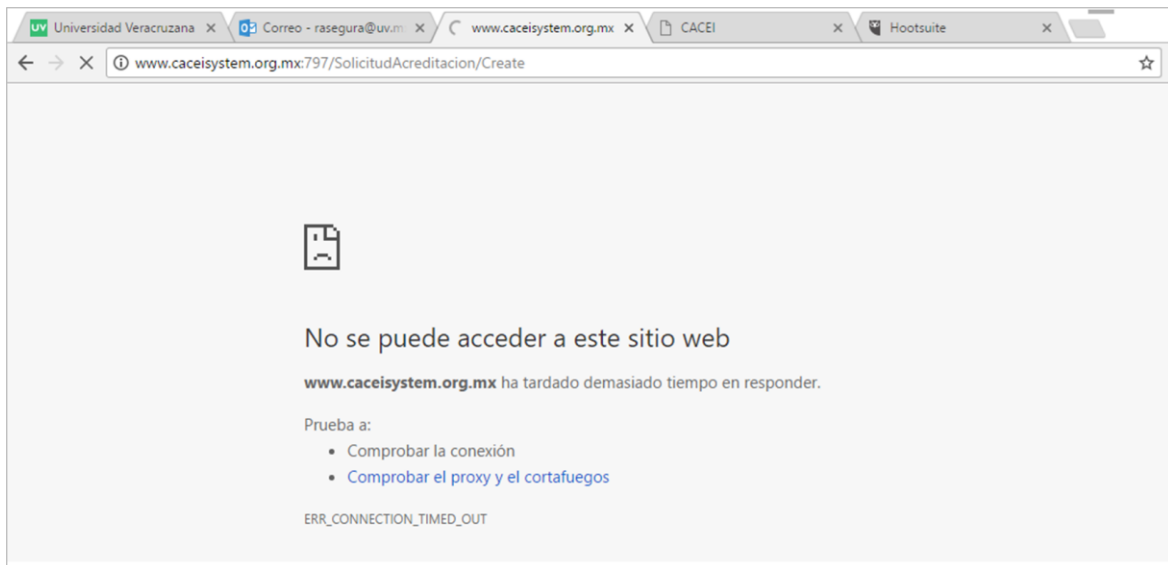 UV Universidad Veracruzana
Correo - rasegura@uv.m
www.caceisystem.org.mx
CACEI
Hootsuite
www.caceisystem.org.mx:797/SolicitudAcreditacion/Create
No se puede acceder a este sitio web
www.caceisystem.org.mx ha tardado demasiado tiempo en responder.
Prueba a:
• Comprobar la conexión
• Comprobar el proxy y el cortafuegos
ERR_CONNECTION_TIMED_OUT